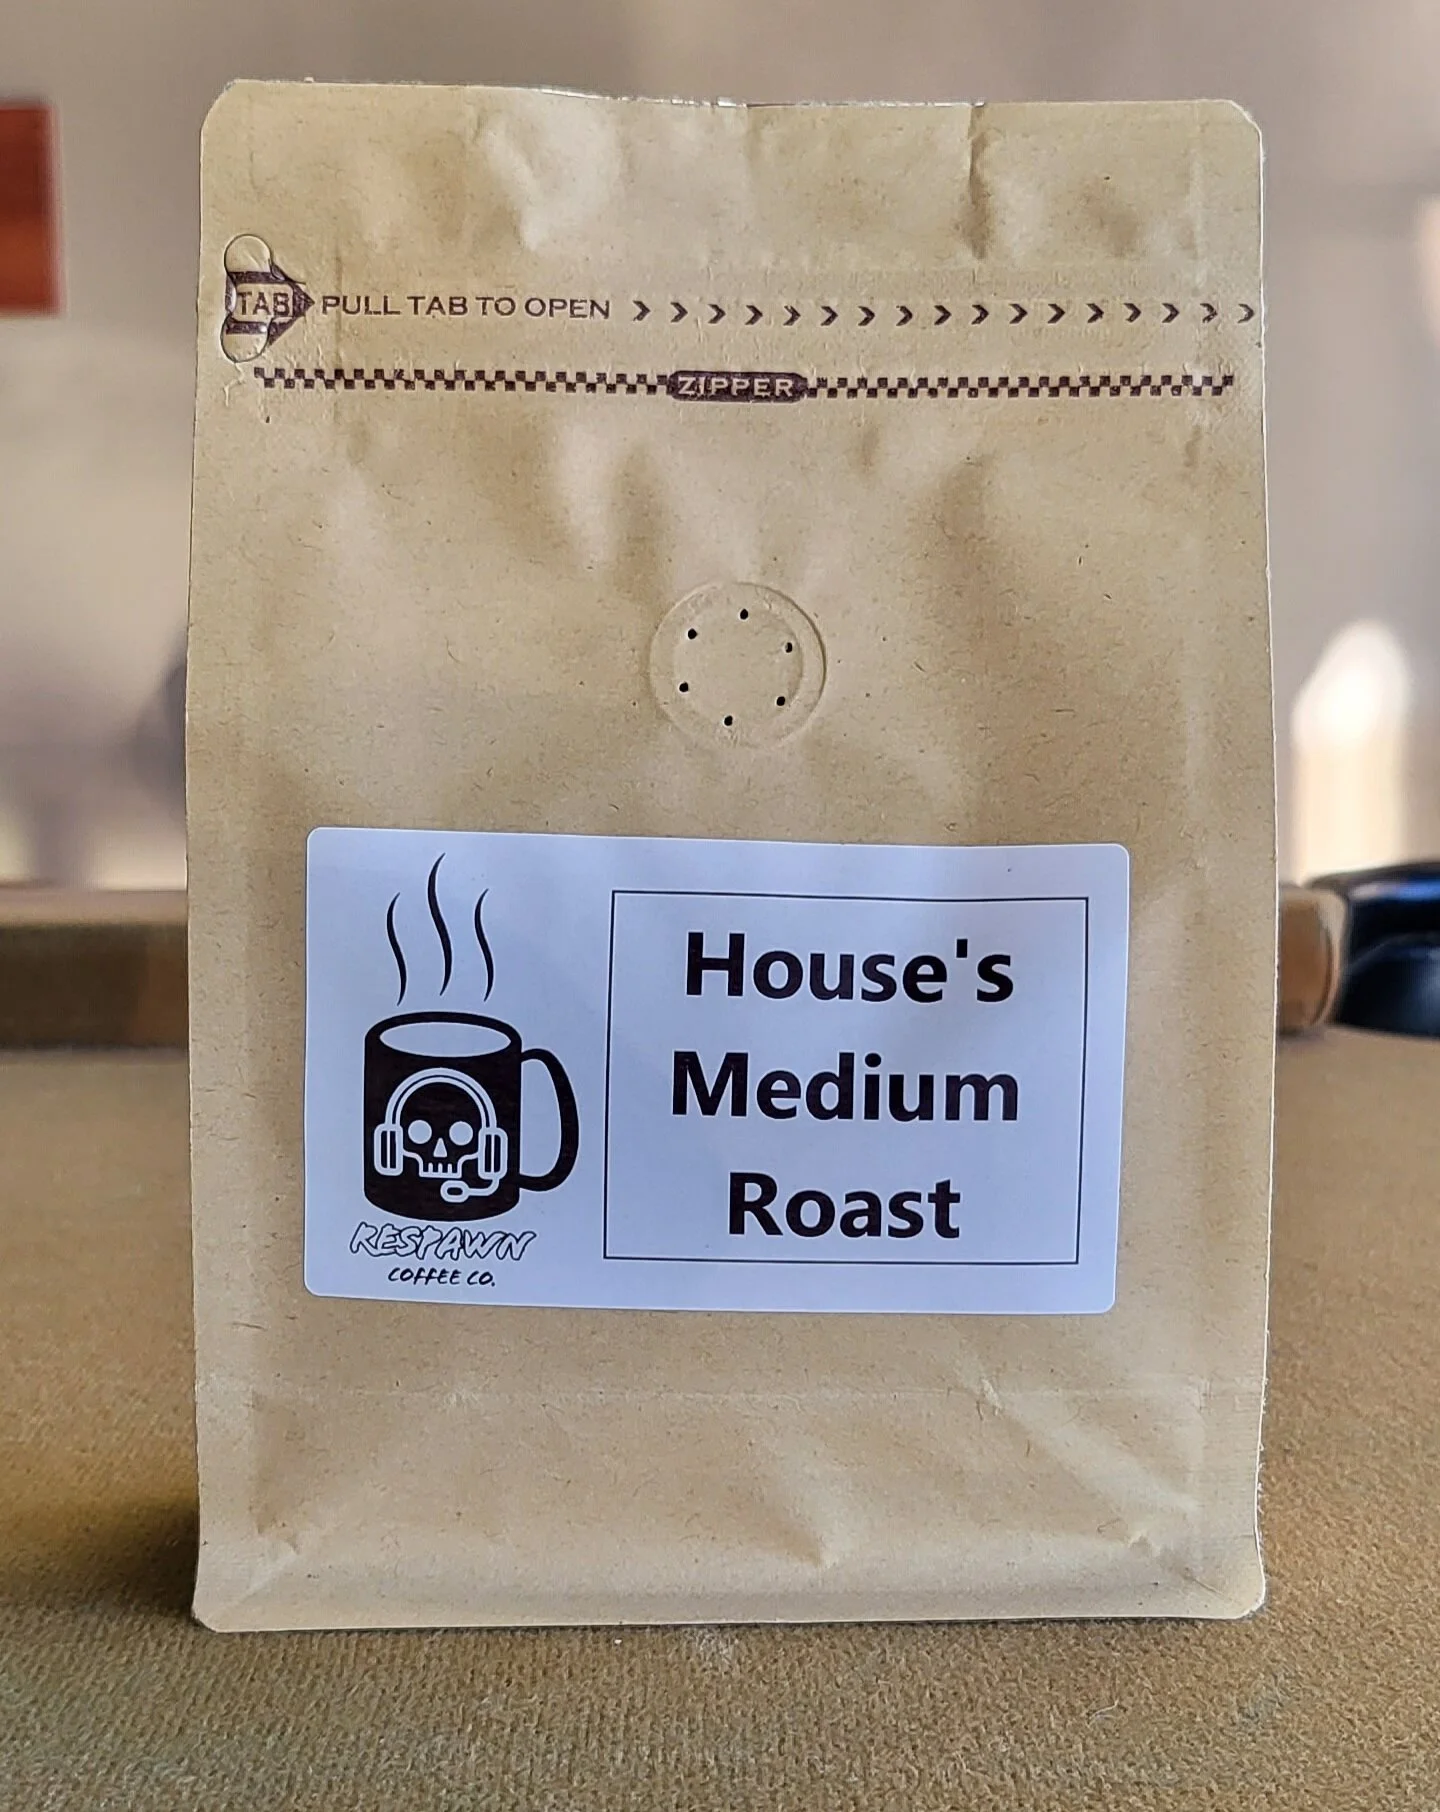 TAB PULL TAB TO OPEN
ZIPPER
House's
Medium
Roast
RESPAWN
COFFEE CO.